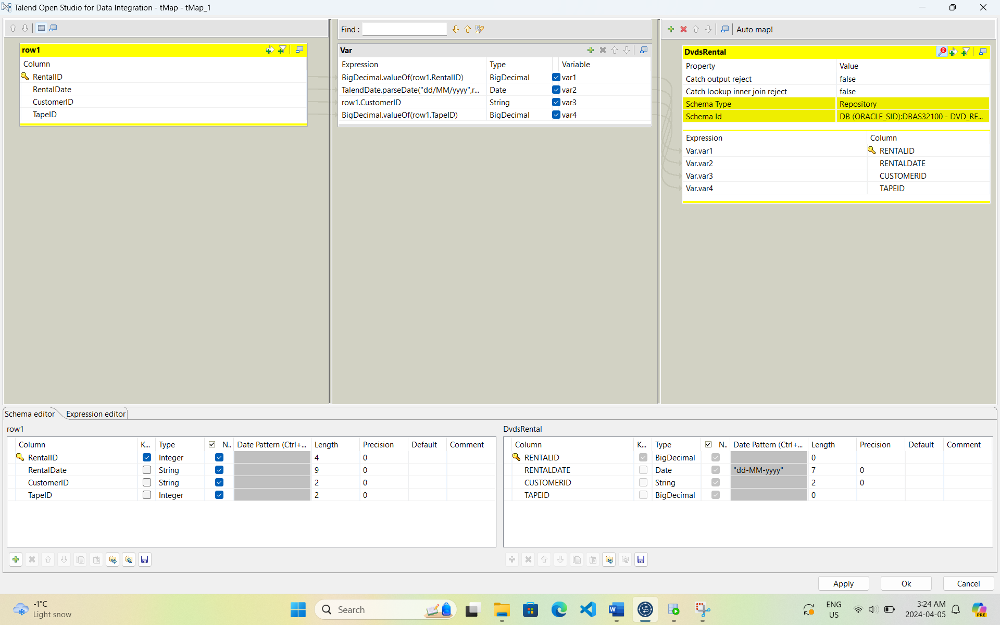 Talend Open Studio for Data Integration - tMap - tMap_1
Find :
Auto map!
row1
Column
RentalID
RentalDate
CustomerID
TapeID
Var
Expression Type Variable
BigDecimal.valueOf(row1.RentalID) BigDecimal var1
TalendDate.parseDate("dd/MM/yyyy",r... Date var2
row1.CustomerID String var3
BigDecimal.valueOf(row1.TapeID) BigDecimal var4
DvdsRental 2
Property Value
Catch output reject false
Catch lookup inner join reject false
Schema Type Repository
Schema Id DB (ORACLE_SID):DBAS32100 - DVD_RE...
Expression Column
Var.var1 RENTALID
Var.var2 RENTALDATE
Var.var3 CUSTOMERID
Var.var4 TAPEID
Schema editor Expression editor
row1
Column K... Type N.. Date Pattern (Ctrl+... Length Precision Default Comment
RentalID Integer 4 0
RentalDate String 9 0
CustomerID String 2 0
TapeID Integer 2 0
DvdsRental
Column K... Type N.. Date Pattern (Ctrl+... Length Precision Default Comment
RENTALID BigDecimal 0
RENTALDATE Date "dd-MM-yyyy" 7 0
CUSTOMERID String 2 0
TAPEID BigDecimal 0
Apply Ok Cancel
-1°C
Light snow
Search
ENG
US
3:24 AM
2024-04-05
PRE